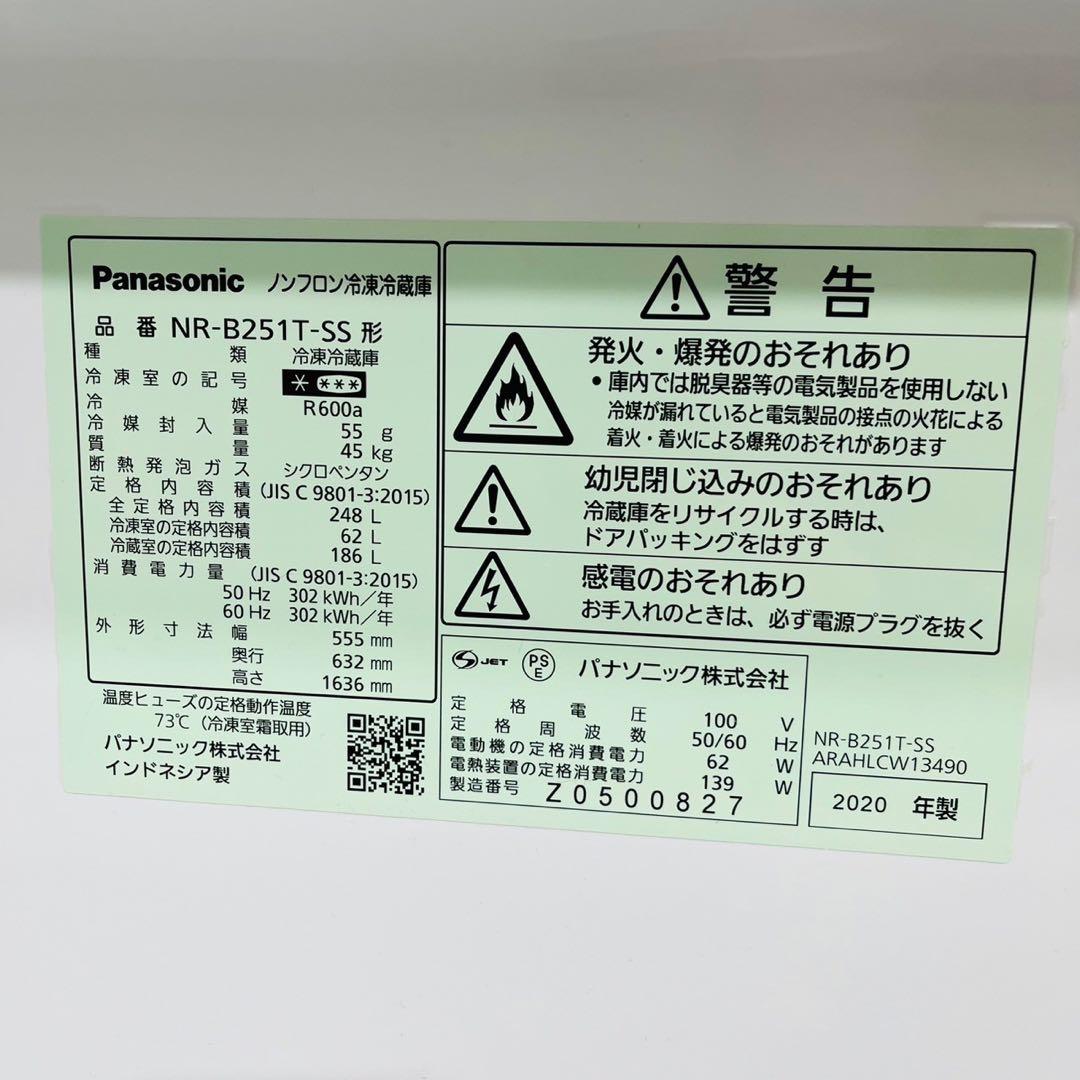 Panasonic ノンフロン冷凍冷蔵庫
品番 NR-B251T-SS 形
種類 冷凍冷蔵庫
冷凍室の記号 * ***
冷媒 R600a
冷媒封入量 55 g
質量 45 kg
断熱発泡ガス シクロペンタン
定格内容積 (JIS C 9801-3:2015)
全定格内容積 248 L
冷凍室の定格内容積 62 L
冷蔵室の定格内容積 186 L
消費電力量 (JIS C 9801-3:2015)
50 Hz 302 kWh/年
60 Hz 302 kWh/年
外形寸法 幅 555 mm
奥行 632 mm
高さ 1636 mm
温度ヒューズの定格動作温度
73℃(冷凍室霜取用)
パナソニック株式会社
インドネシア製
警告
発火・爆発のおそれあり
• 庫内では脱臭器等の電気製品を使用しない
冷媒が漏れていると電気製品の接点の火花による
着火・着火による爆発のおそれがあります
幼児閉じ込みのおそれあり
冷蔵庫をリサイクルする時は、
ドアパッキングをはずす
感電のおそれあり
お手入れのときは、必ず電源プラグを抜く
S JET PS E パナソニック株式会社
定格電圧 100 V
定格周波数 50/60 Hz
電動機の定格消費電力 62 W
電熱装置の定格消費電力 139 W
製造番号 Z0500827
NR-B251T-SS
ARAHLCW13490
2020 年製